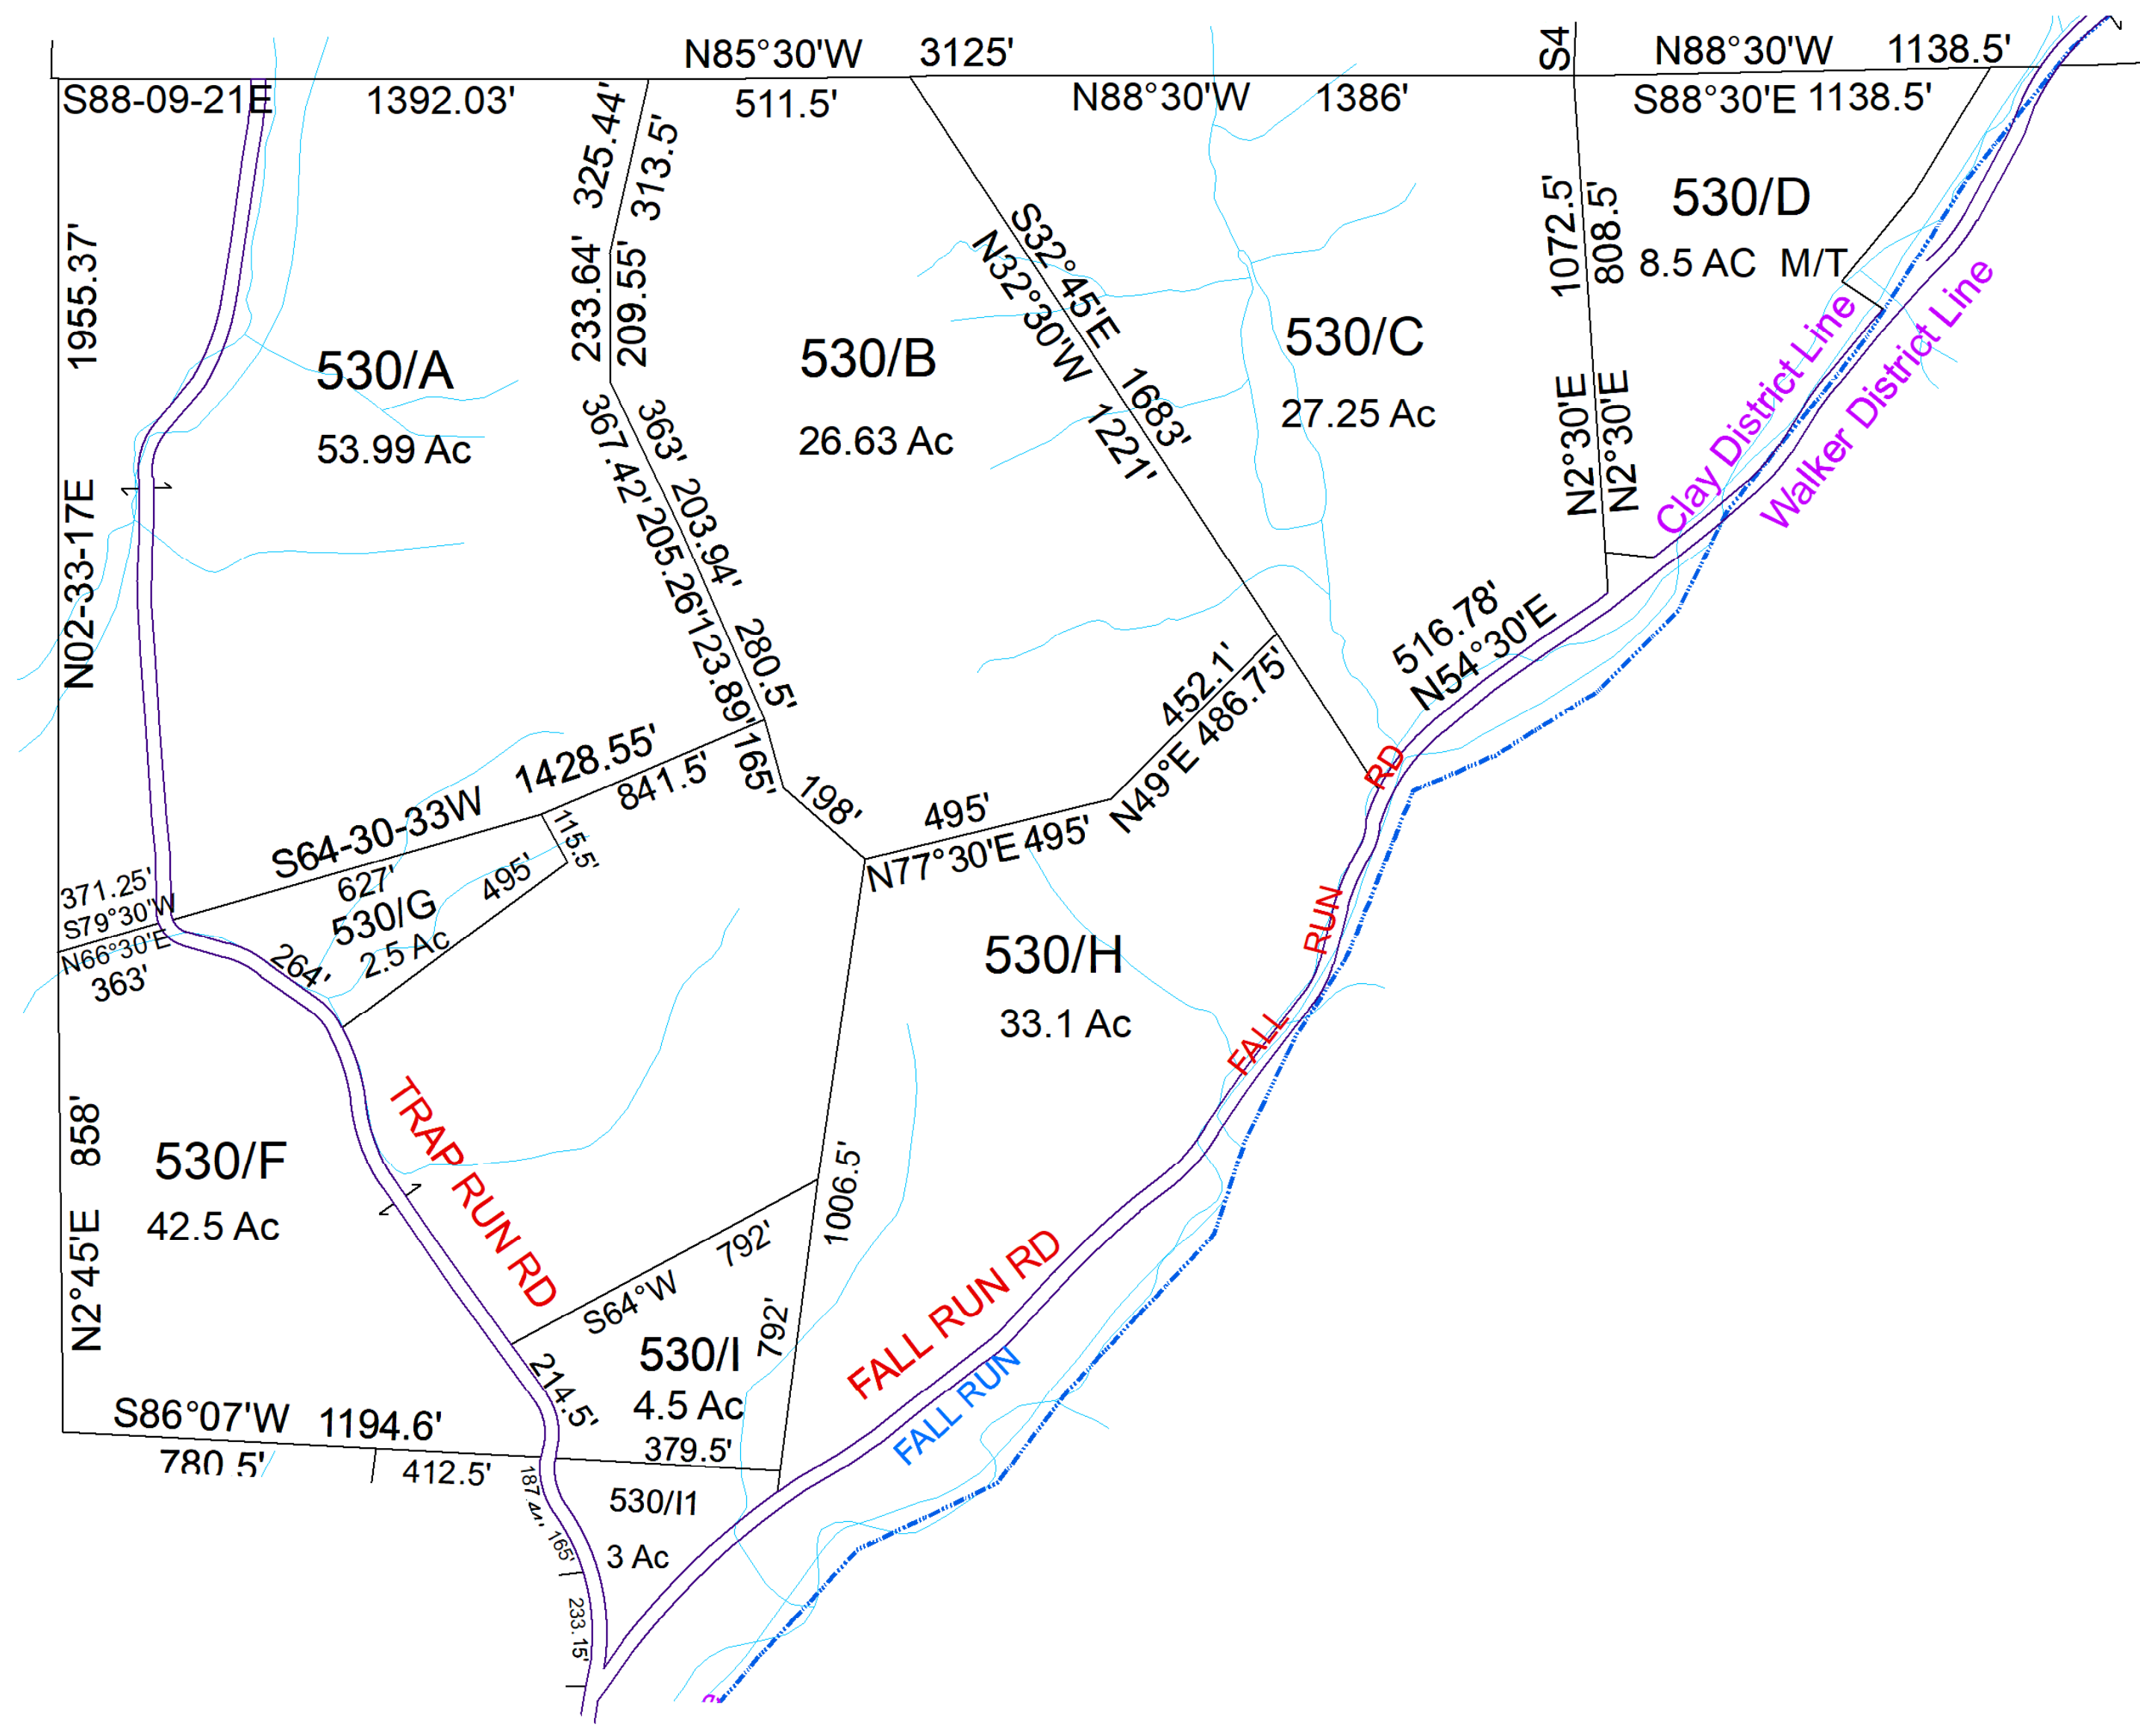 N85°30'W 3125'
S4
N88°30'W 1138.5'
S88-09-21E 1392.03'
511.5'
N88°30'W 1386'
S88°30'E 1138.5'
325.44'
313.5'
233.64'
209.55'
1955.37'
N02-33-17E
530/A
53.99 Ac
530/B
26.63 Ac
S32°45'E 1683'
N32°30'W 1221'
530/C
27.25 Ac
N2°30'E 1072.5'
N2°30'E 808.5'
530/D
8.5 AC M/T
Clay District Line
Walker District Line
367.42'
363'
205.26'
203.94'
123.89'
280.5'
516.78'
N54°30'E
452.1'
N49°E 486.75'
S64-30-33W 1428.55'
841.5'
165'
198'
495'
N77°30'E 495'
115.5'
627'
495'
530/G
2.5 Ac
264'
371.25'
S79°30'W
N66°30'E
363'
RD
RUN
FALL
530/H
33.1 Ac
TRAP RUN RD
858'
N2°45'E
530/F
42.5 Ac
1006.5'
S64°W 792'
792'
530/I
4.5 Ac
379.5'
214.5'
FALL RUN RD
FALL RUN
S86°07'W 1194.6'
780.5'
412.5'
187.44'
530/I1
3 Ac
165'
233.15'